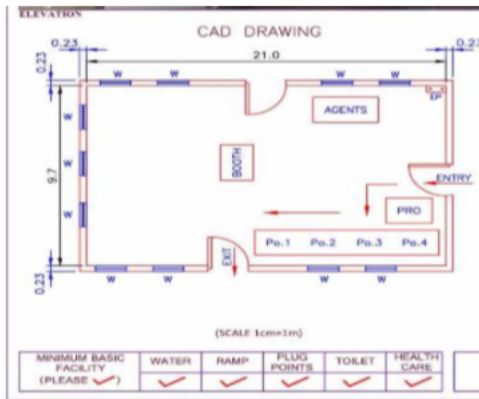 ELEVATION
CAD DRAWING
0.23 21.0 0.23
0.23
W W W W
EP
AGENTS
W
W
BOOTH
ENTRY
9.7
PRO
W
Po.1 Po.2 Po.3 Po.4
EXIT
0.23
W W W W
(SCALE 1cm=1m)
MINIMUM BASIC FACILITY (PLEASE ✓) WATER RAMP PLUG POINTS TOILET HEALTH CARE
✓ ✓ ✓ ✓ ✓